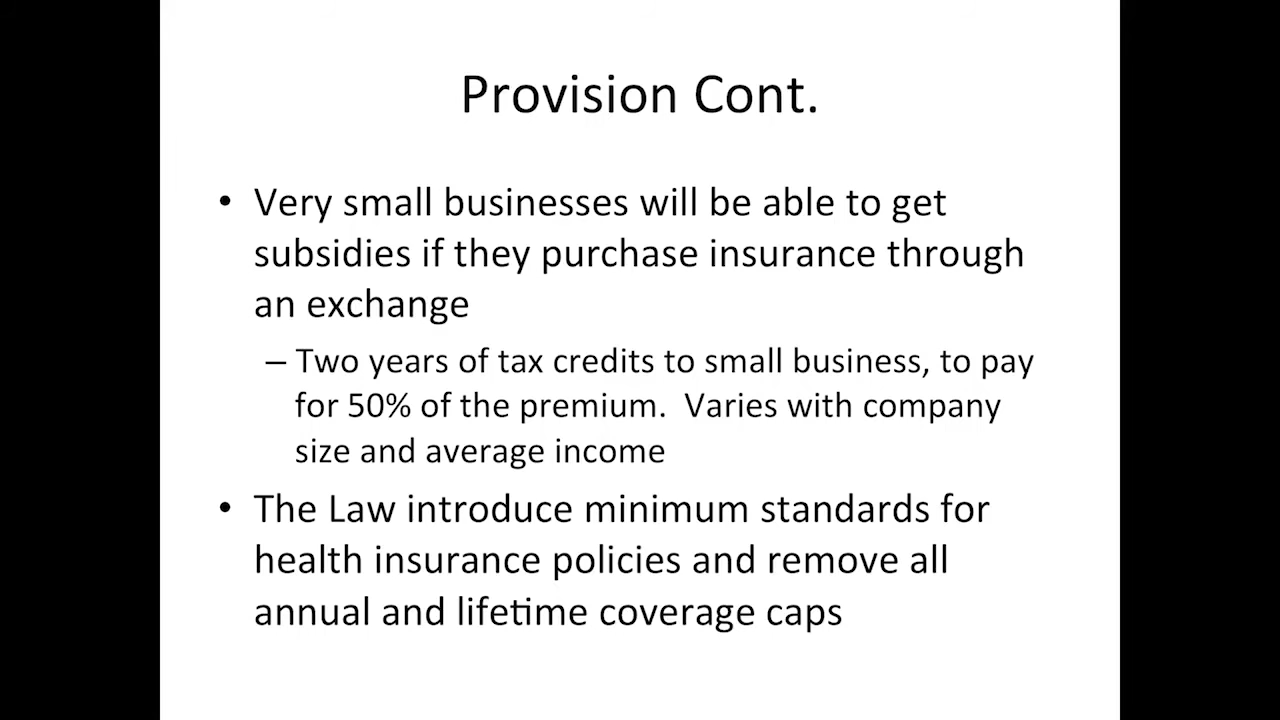 Provision Cont.
• Very small businesses will be able to get
subsidies if they purchase insurance through
an exchange
– Two years of tax credits to small business, to pay
for 50% of the premium.  Varies with company
size and average income
• The Law introduce minimum standards for
health insurance policies and remove all
annual and lifetime coverage caps